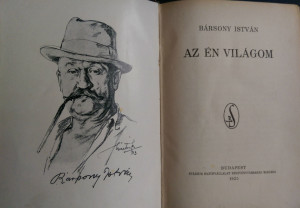 Bársony István
BÁRSONY ISTVÁN
AZ ÉN VILÁGOM
BUDAPEST